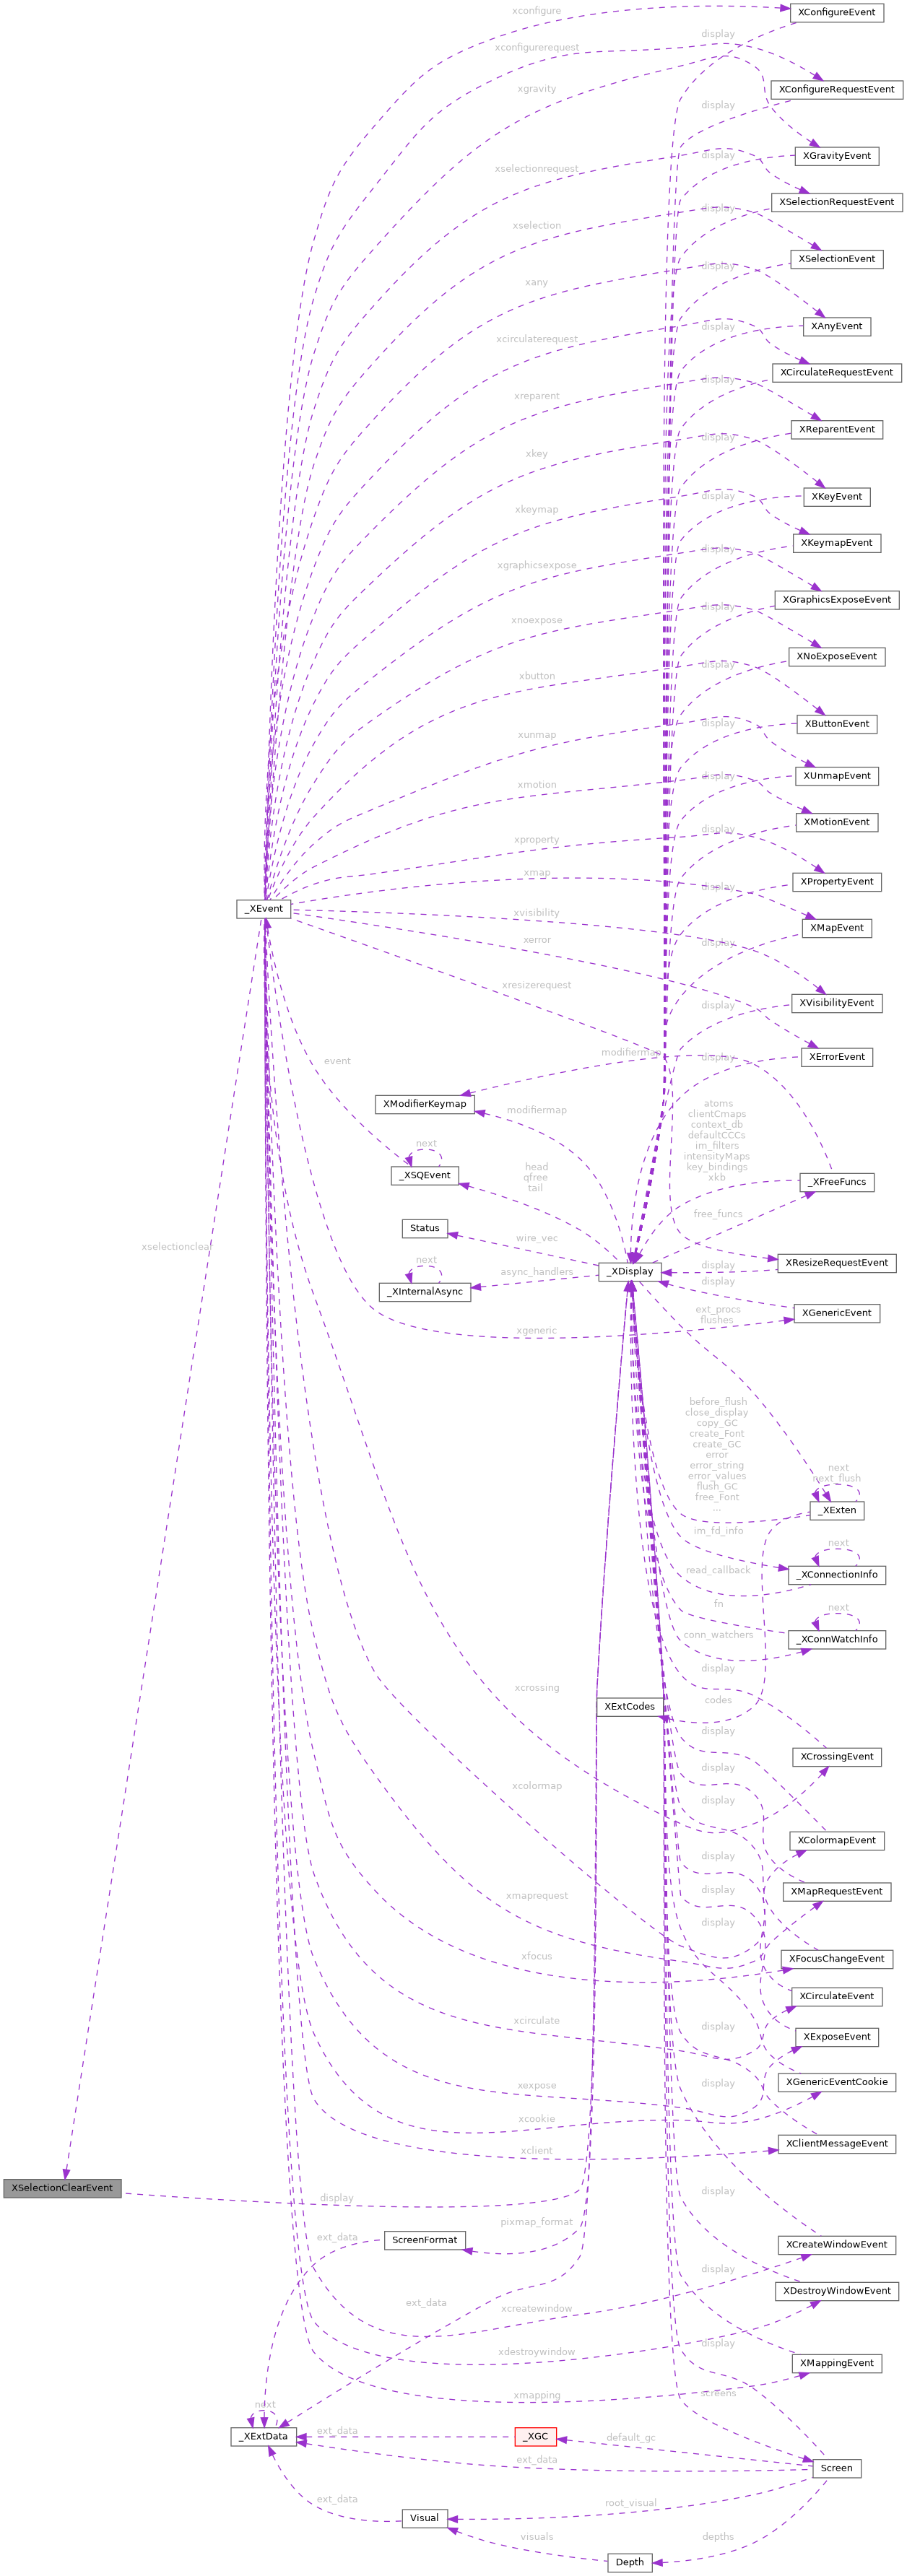 xconfigure
XConfigureEvent
display
xconfigurerequest
XConfigureRequestEvent
xgravity
display
XGravityEvent
display
xselectionrequest
XSelectionRequestEvent
display
xselection
XSelectionEvent
display
xany
XAnyEvent
display
xcirculaterequest
XCirculateRequestEvent
display
xreparent
XReparentEvent
display
xkey
XKeyEvent
display
xkeymap
XKeymapEvent
display
xgraphicsexpose
XGraphicsExposeEvent
display
xnoexpose
XNoExposeEvent
display
xbutton
XButtonEvent
display
xunmap
XUnmapEvent
display
xmotion
XMotionEvent
display
xproperty
XPropertyEvent
display
xmap
_XEvent
xvisibility
XMapEvent
display
xerror
xresizerequest
XVisibilityEvent
display
XErrorEvent
display
modifiermap
event
XModifierKeymap
modifiermap
atoms
clientCmaps
context_db
defaultCCCs
im_filters
intensityMaps
key_bindings
xkb
next
_XSQEvent
head
qfree
tail
_XFreeFuncs
free_funcs
Status
wire_vec
xselectionclear
next
_XInternalAsync
async_handlers
_XDisplay
display
XResizeRequestEvent
display
XGenericEvent
ext_procs
flushes
xgeneric
before_flush
close_display
copy_GC
create_Font
create_GC
error
error_string
error_values
flush_GC
free_Font
...
next
next_flush
_XExten
im_fd_info
next
read_callback
_XConnectionInfo
fn
next
conn_watchers
_XConnWatchInfo
display
xcrossing
XExtCodes
codes
display
XCrossingEvent
display
xcolormap
display
XColormapEvent
display
xmaprequest
display
XMapRequestEvent
display
xfocus
XFocusChangeEvent
XCirculateEvent
xcirculate
display
XExposeEvent
xexpose
display
XGenericEventCookie
xcookie
xclient
XClientMessageEvent
XSelectionClearEvent
display
display
pixmap_format
ScreenFormat
ext_data
XCreateWindowEvent
display
XDestroyWindowEvent
ext_data
xcreatewindow
display
xdestroywindow
XMappingEvent
xmapping
screens
next
_XExtData
ext_data
_XGC
default_gc
ext_data
Screen
ext_data
Visual
root_visual
visuals
depths
Depth